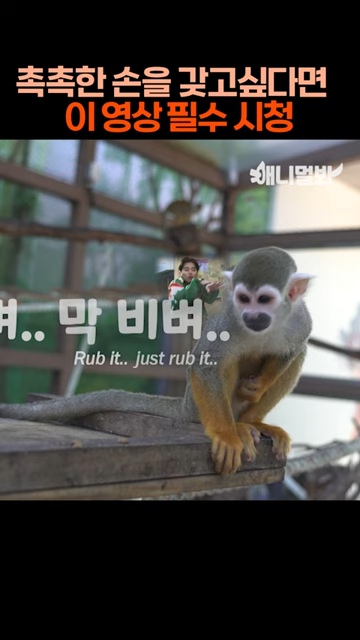 촉촉한 손을 갖고싶다면
이 영상 필수 시청
애니멀봐
벼.. 막 비벼..
Rub it.. just rub it..